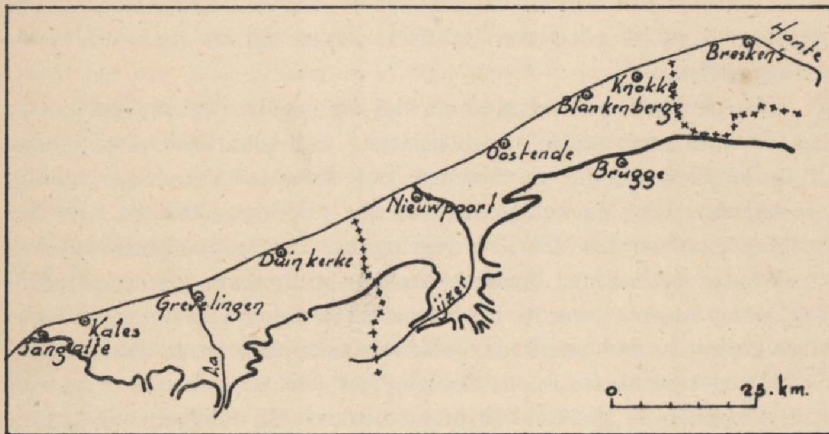 Honte
Breskens
Knokke
Blankenberge
Oostende
Brugge
Nieuwpoort
Duinkerke
Grevelingen
IJzer
Kales
Sangatte
Aa
0. 25. km.